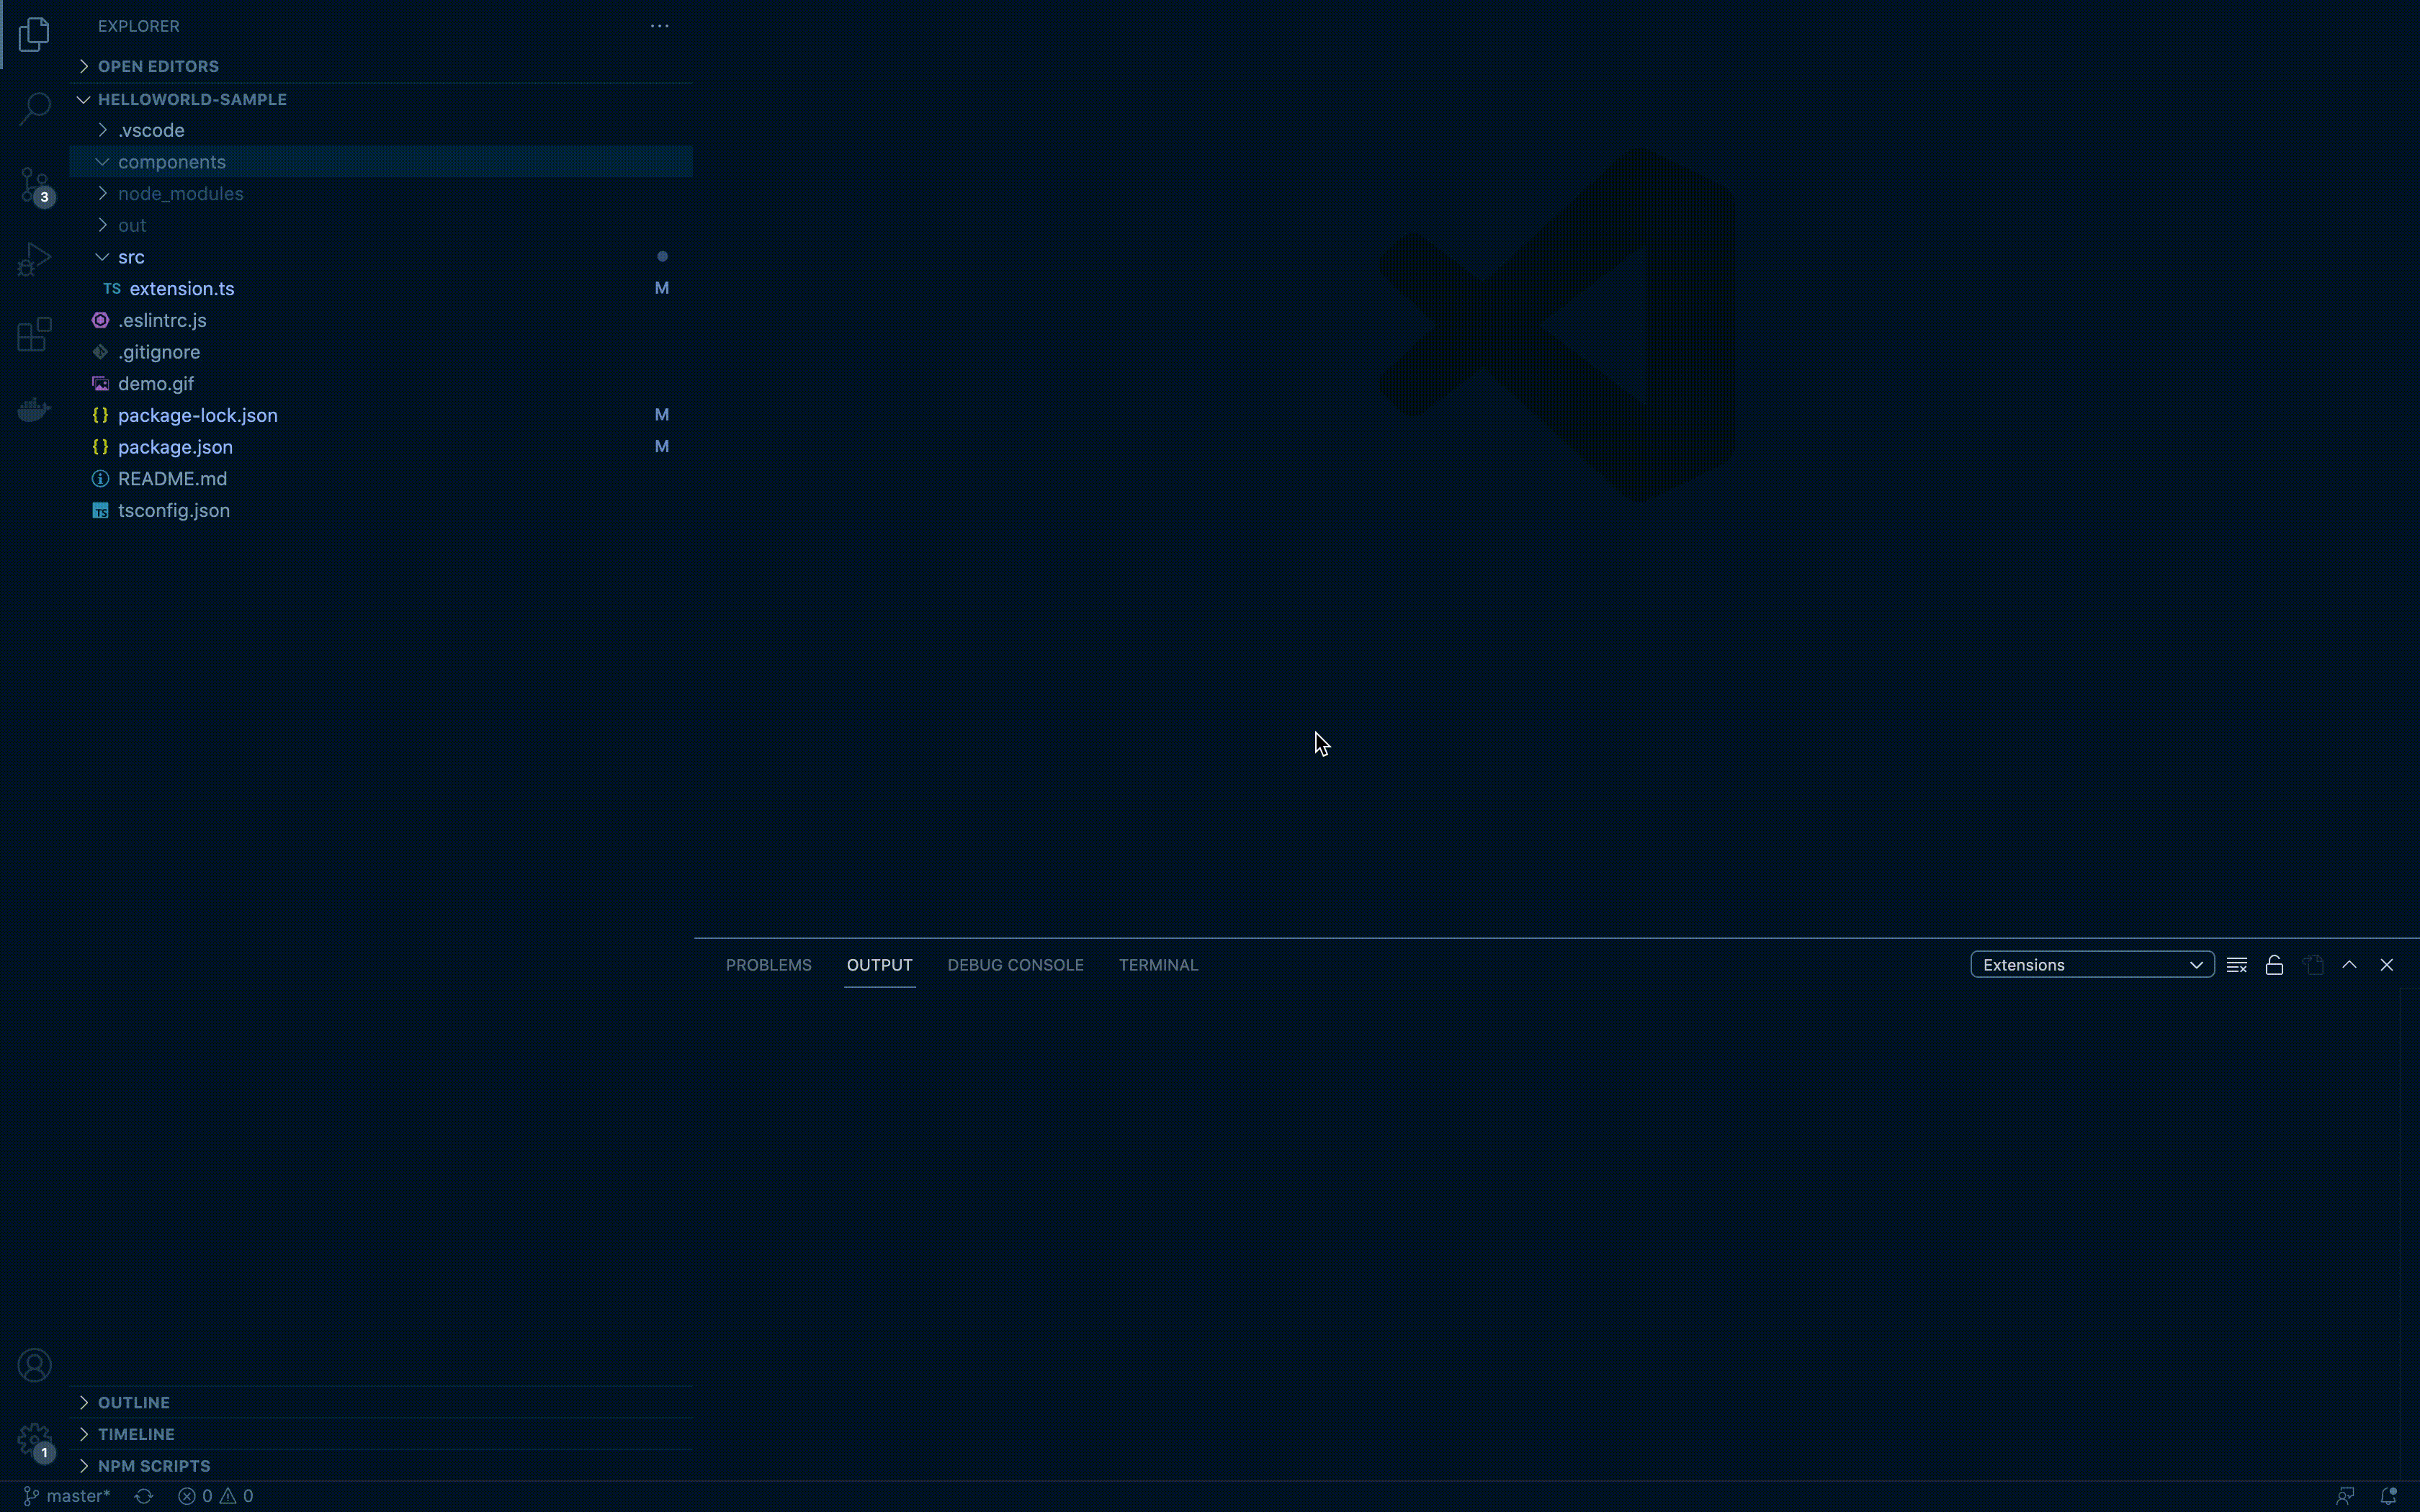 EXPLORER
OPEN EDITORS
HELLOWORLD-SAMPLE
.vscode
components
node_modules
out
src
TS extension.ts M
.eslintrc.js
.gitignore
demo.gif
{} package-lock.json M
{} package.json M
README.md
TS tsconfig.json
3
PROBLEMS OUTPUT DEBUG CONSOLE TERMINAL Extensions
OUTLINE
TIMELINE
NPM SCRIPTS
1
master* 0 0